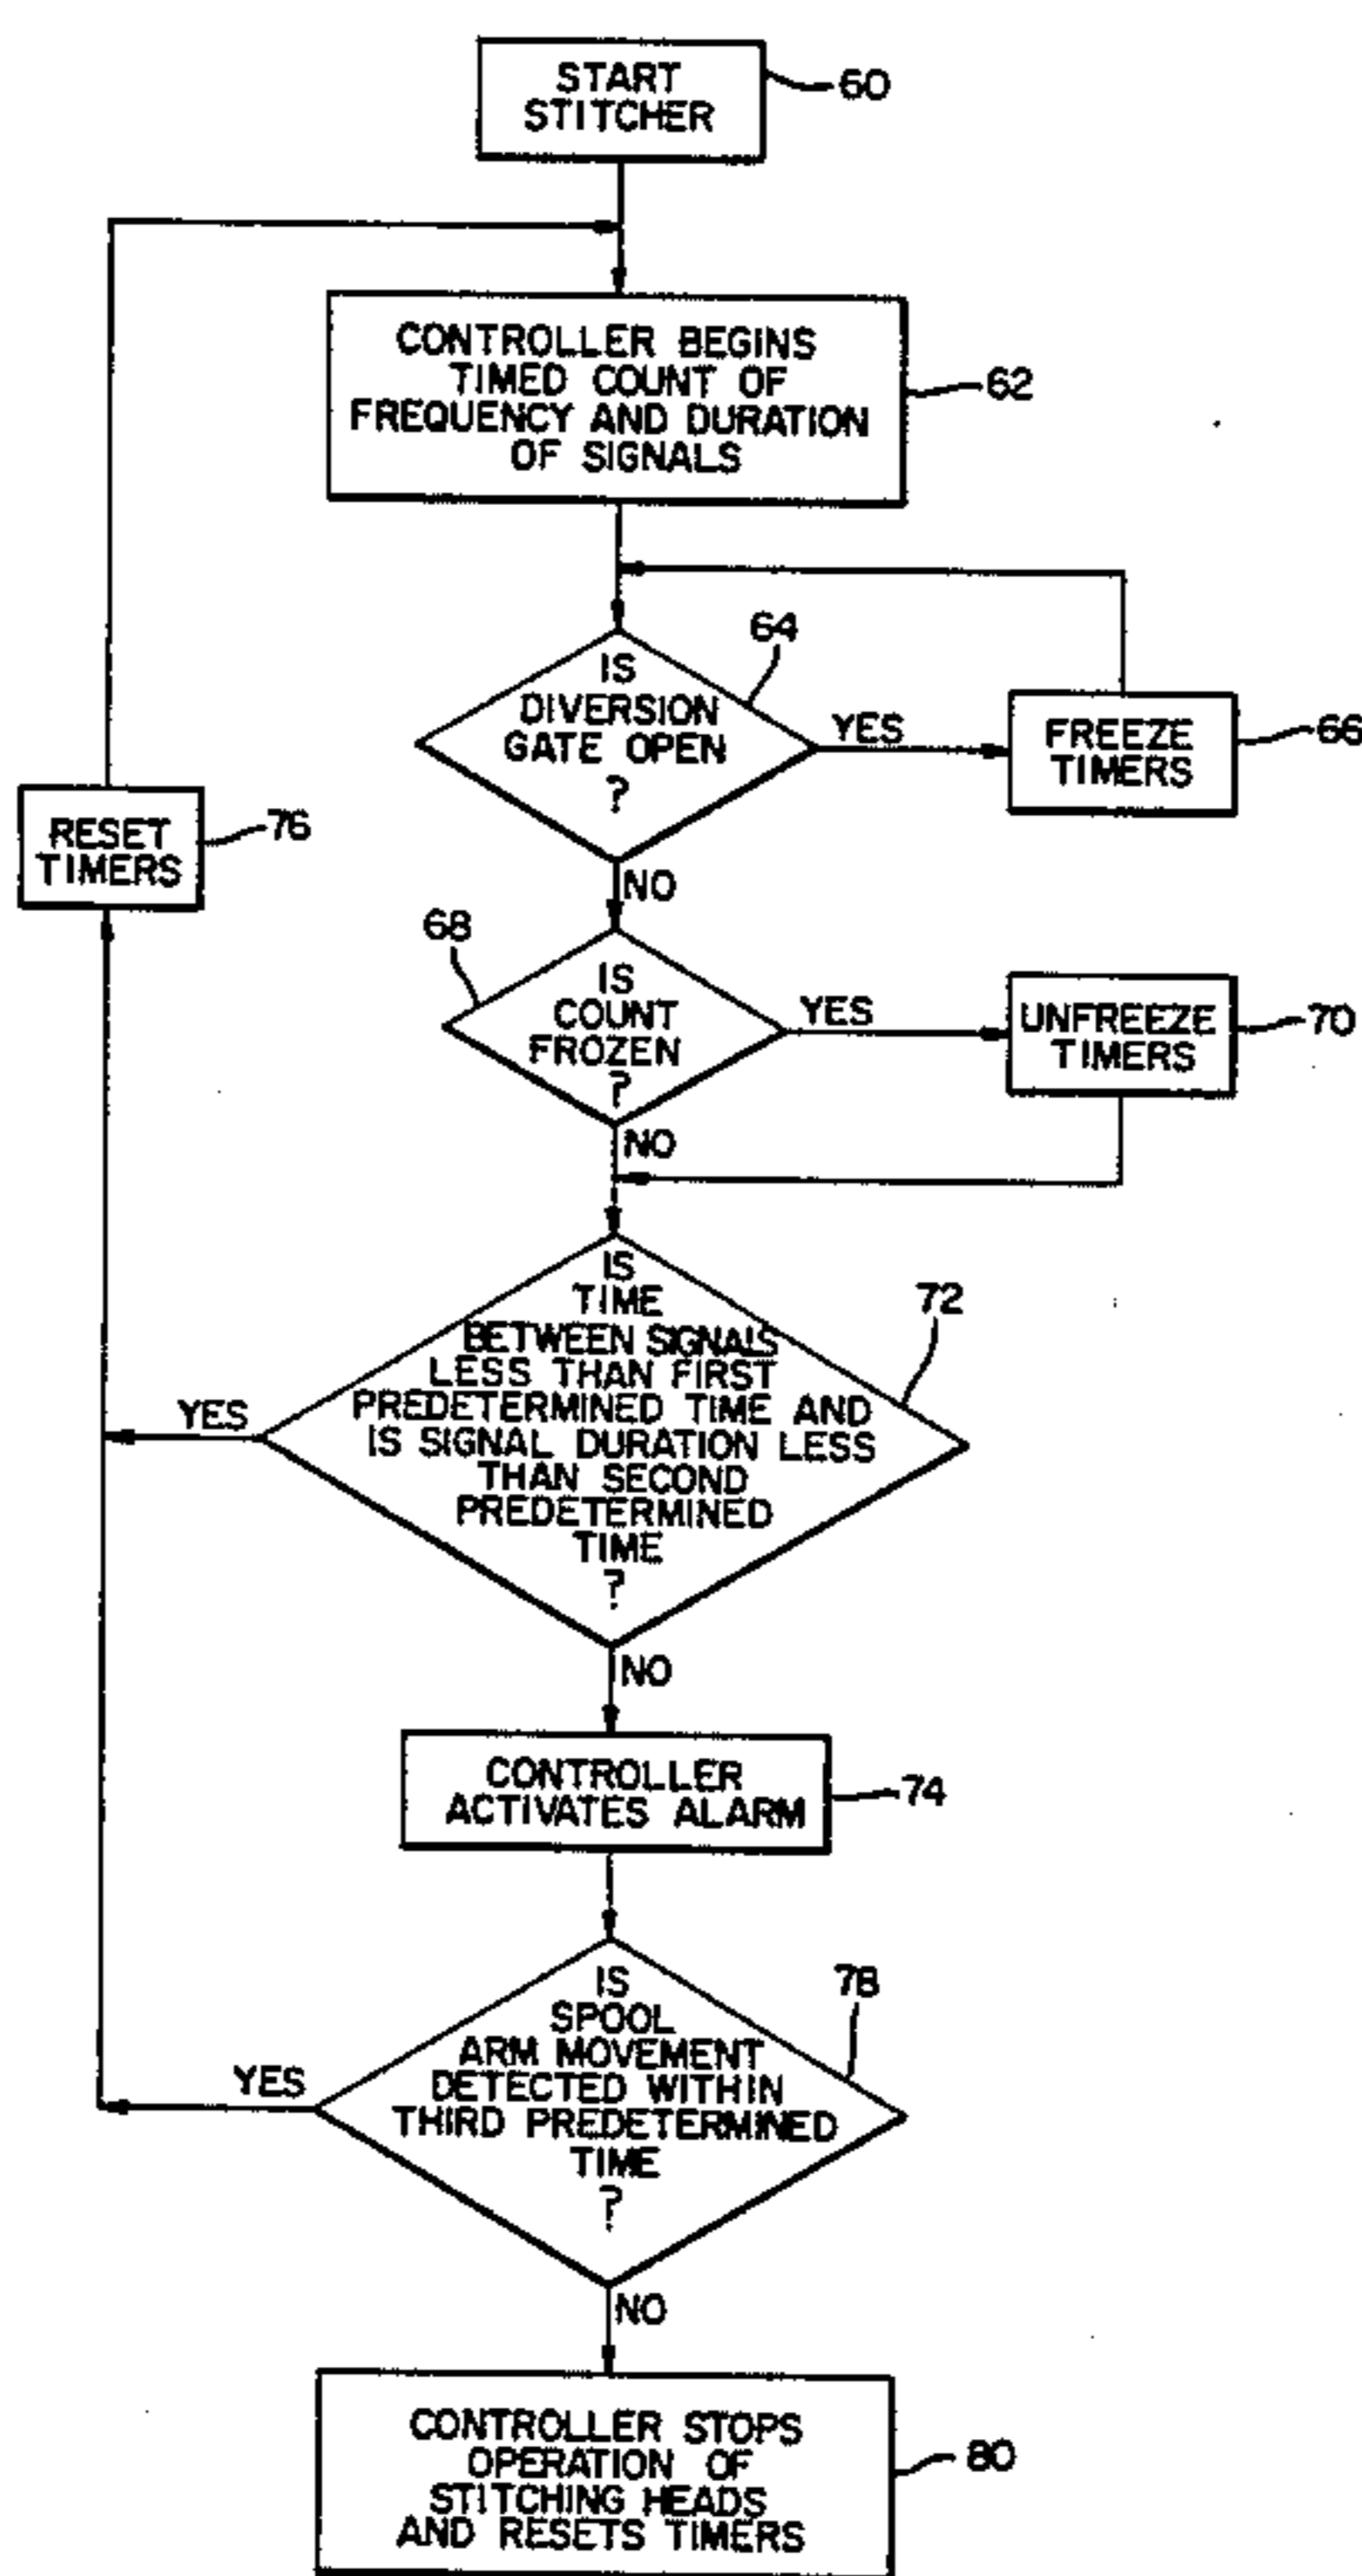 START
STITCHER
60
CONTROLLER BEGINS
TIMED COUNT OF
FREQUENCY AND DURATION
OF SIGNALS
62
IS
DIVERSION
GATE OPEN
?
64
YES
FREEZE
TIMERS
66
NO
RESET
TIMERS
76
68
IS
COUNT
FROZEN
?
YES
UNFREEZE
TIMERS
70
NO
IS
TIME
BETWEEN SIGNALS
LESS THAN FIRST
PREDETERMINED TIME AND
IS SIGNAL DURATION LESS
THAN SECOND
PREDETERMINED
TIME
?
72
YES
NO
CONTROLLER
ACTIVATES ALARM
74
IS
SPOOL
ARM MOVEMENT
DETECTED WITHIN
THIRD PREDETERMINED
TIME
?
78
YES
NO
CONTROLLER STOPS
OPERATION OF
STITCHING HEADS
AND RESETS TIMERS
80